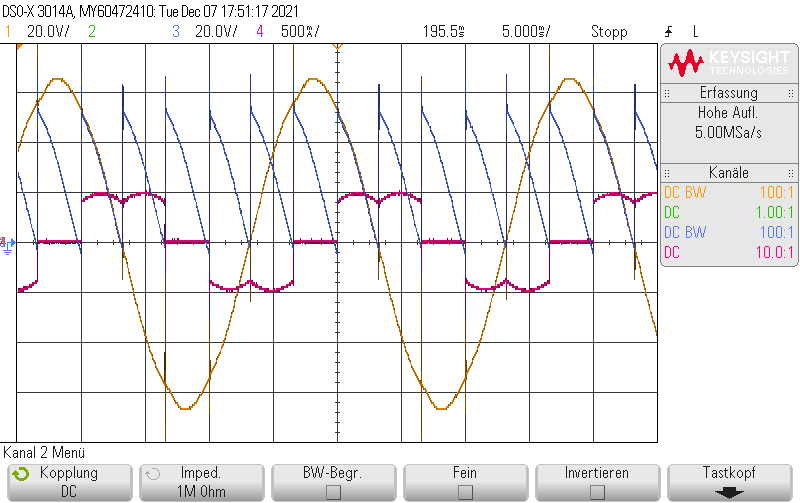 DSO-X 3014A, MY60472410: Tue Dec 07 17:51:17 2021
1 20.0V/ 2 3 20.0V/ 4 500%/ 195.5% 5.000%/ Stopp L
KEYSIGHT
TECHNOLOGIES
Erfassung
Hohe Aufl.
5.00MSa/s
Kanäle
DC BW 100:1
DC 1.00:1
DC BW 100:1
DC 10.0:1
Kanal 2 Menü
Kopplung Imped. BW-Begr. Fein Invertieren Tastkopf
DC 1M Ohm